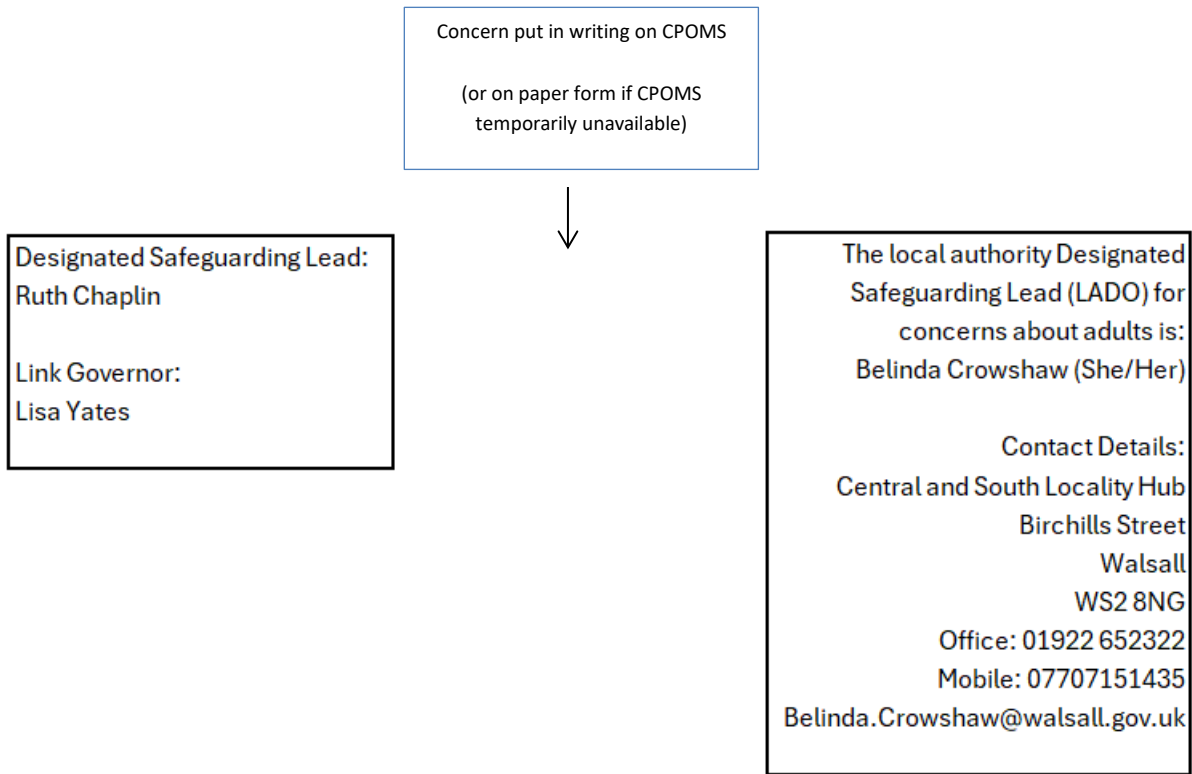 Concern put in writing on CPOMS
(or on paper form if CPOMS
temporarily unavailable)
Designated Safeguarding Lead:
Ruth Chaplin
Link Governor:
Lisa Yates
The local authority Designated
Safeguarding Lead (LADO) for
concerns about adults is:
Belinda Crowshaw (She/Her)
Contact Details:
Central and South Locality Hub
Birchills Street
Walsall
WS2 8NG
Office: 01922 652322
Mobile: 07707151435
Belinda.Crowshaw@walsall.gov.uk